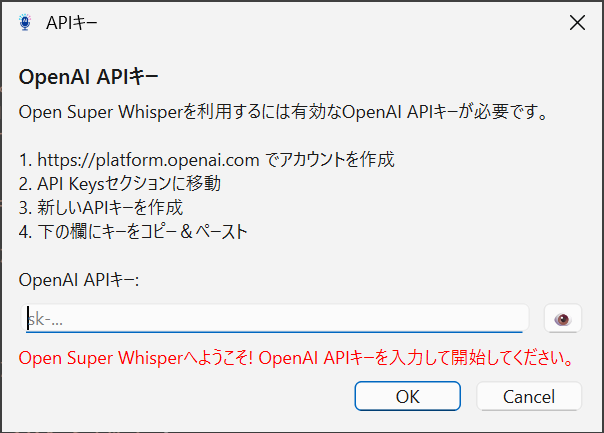 APIキー
OpenAI APIキー
Open Super Whisperを利用するには有効なOpenAI APIキーが必要です。
1. https://platform.openai.com でアカウントを作成
2. API Keysセクションに移動
3. 新しいAPIキーを作成
4. 下の欄にキーをコピー＆ペースト
OpenAI APIキー:
sk-...
Open Super Whisperへようこそ! OpenAI APIキーを入力して開始してください。
OK
Cancel